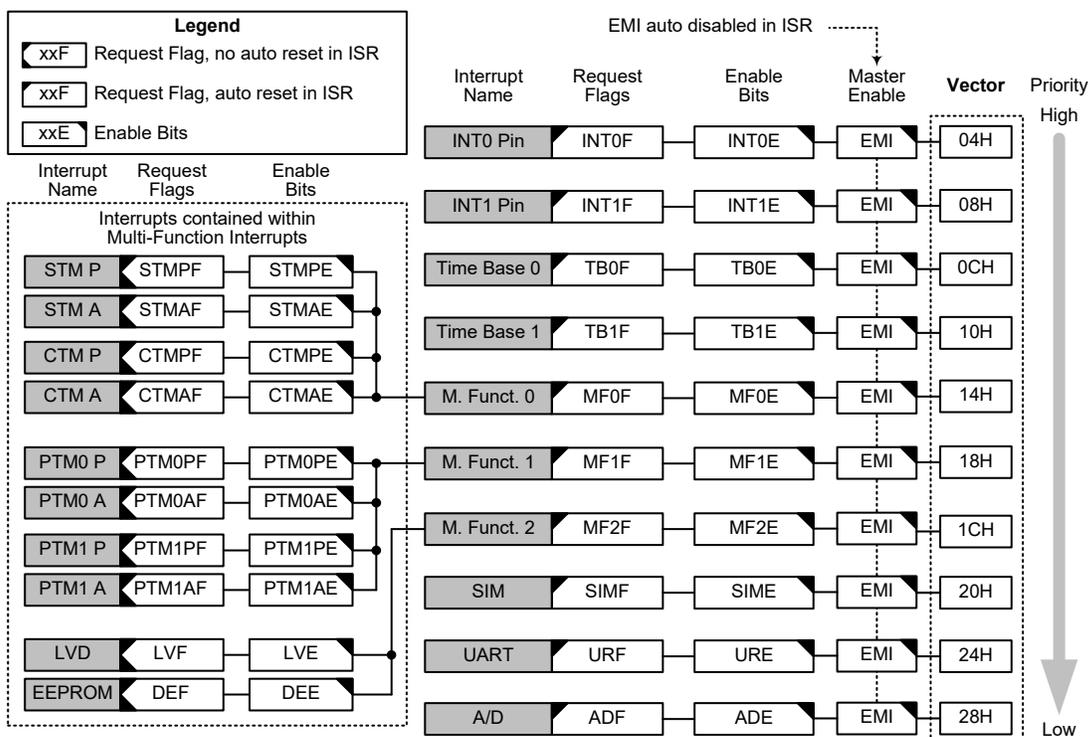 Legend
xxF Request Flag, no auto reset in ISR
xxF Request Flag, auto reset in ISR
xxE Enable Bits
Interrupt Name
Request Flags
Enable Bits
Interrupts contained within
Multi-Function Interrupts
STM P STMPF STMPE
STM A STMAF STMAE
CTM P CTMPF CTMPE
CTM A CTMAF CTMAE
PTM0 P PTM0PF PTM0PE
PTM0 A PTM0AF PTM0AE
PTM1 P PTM1PF PTM1PE
PTM1 A PTM1AF PTM1AE
LVD LVF LVE
EEPROM DEF DEE
EMI auto disabled in ISR
Interrupt Name
Request Flags
Enable Bits
Master Enable
Vector
Priority
High
INT0 Pin INT0F INT0E EMI 04H
INT1 Pin INT1F INT1E EMI 08H
Time Base 0 TB0F TB0E EMI 0CH
Time Base 1 TB1F TB1E EMI 10H
M. Funct. 0 MF0F MF0E EMI 14H
M. Funct. 1 MF1F MF1E EMI 18H
M. Funct. 2 MF2F MF2E EMI 1CH
SIM SIMF SIME EMI 20H
UART URF URE EMI 24H
A/D ADF ADE EMI 28H
Low